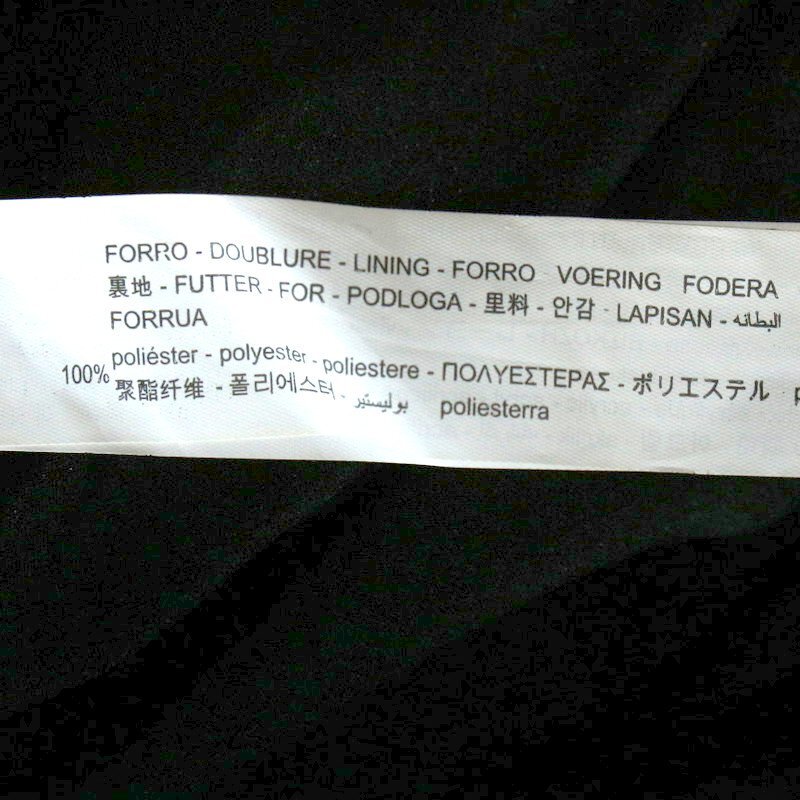 FORRO - DOUBLURE - LINING - FORRO VOERING FODERA
裏地 - FUTTER - FOR - PODLOGA - 里料 - 안감 - LAPISAN - البطانه
FORRUA
100% poliéster - polyester - poliestere - ΠΟΛΥΕΣΤΕΡΑΣ - ポリエステル
聚酯纤维 - 폴리에스터 - بوليستير poliesterra